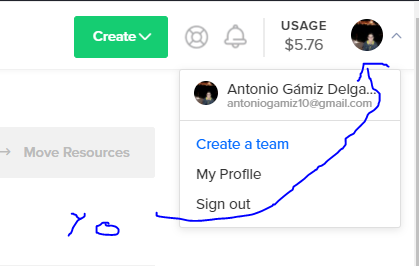 Create
USAGE
$5.76
Antonio Gámiz Delga...
antoniogamiz10@gmail.com
→ Move Resources
Create a team
My Profile
Sign out
yo